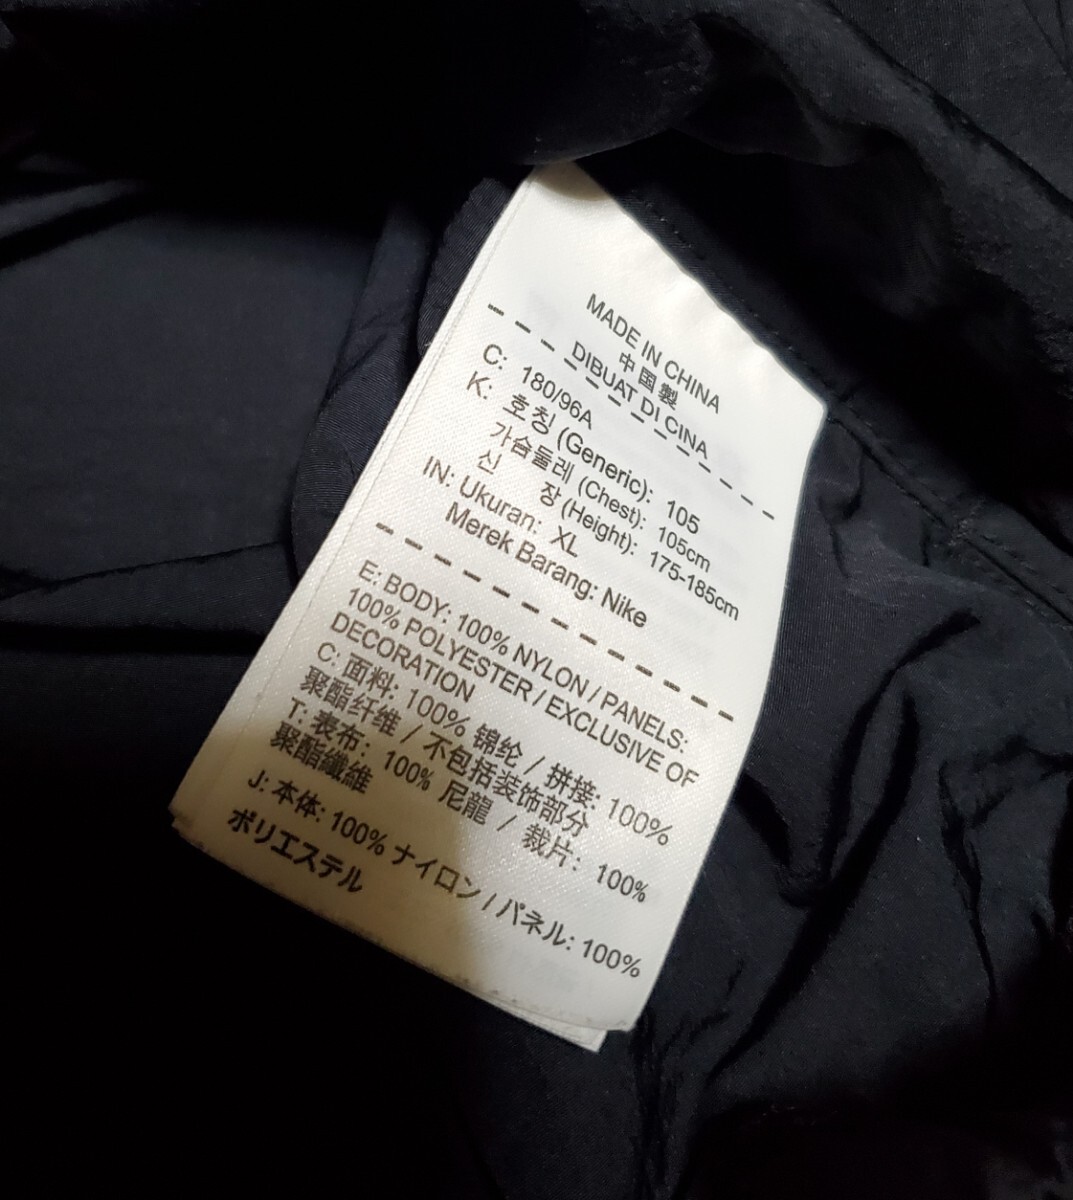 MADE IN CHINA
中国製
DIBUAT DI CINA
C: 180/96A
K: 호칭 (Generic): 105
가슴둘레 (Chest): 105cm
신 장 (Height): 175-185cm
IN: Ukuran: XL
Merek Barang: Nike
E: BODY: 100% NYLON / PANELS:
100% POLYESTER / EXCLUSIVE OF
DECORATION
C: 面料: 100% 锦纶 / 拼接: 100%
聚酯纤维 / 不包括装饰部分
T: 表布: 100% 尼龍 / 裁片: 100%
聚酯纖維
J: 本体: 100% ナイロン / パネル: 100%
ポリエステル